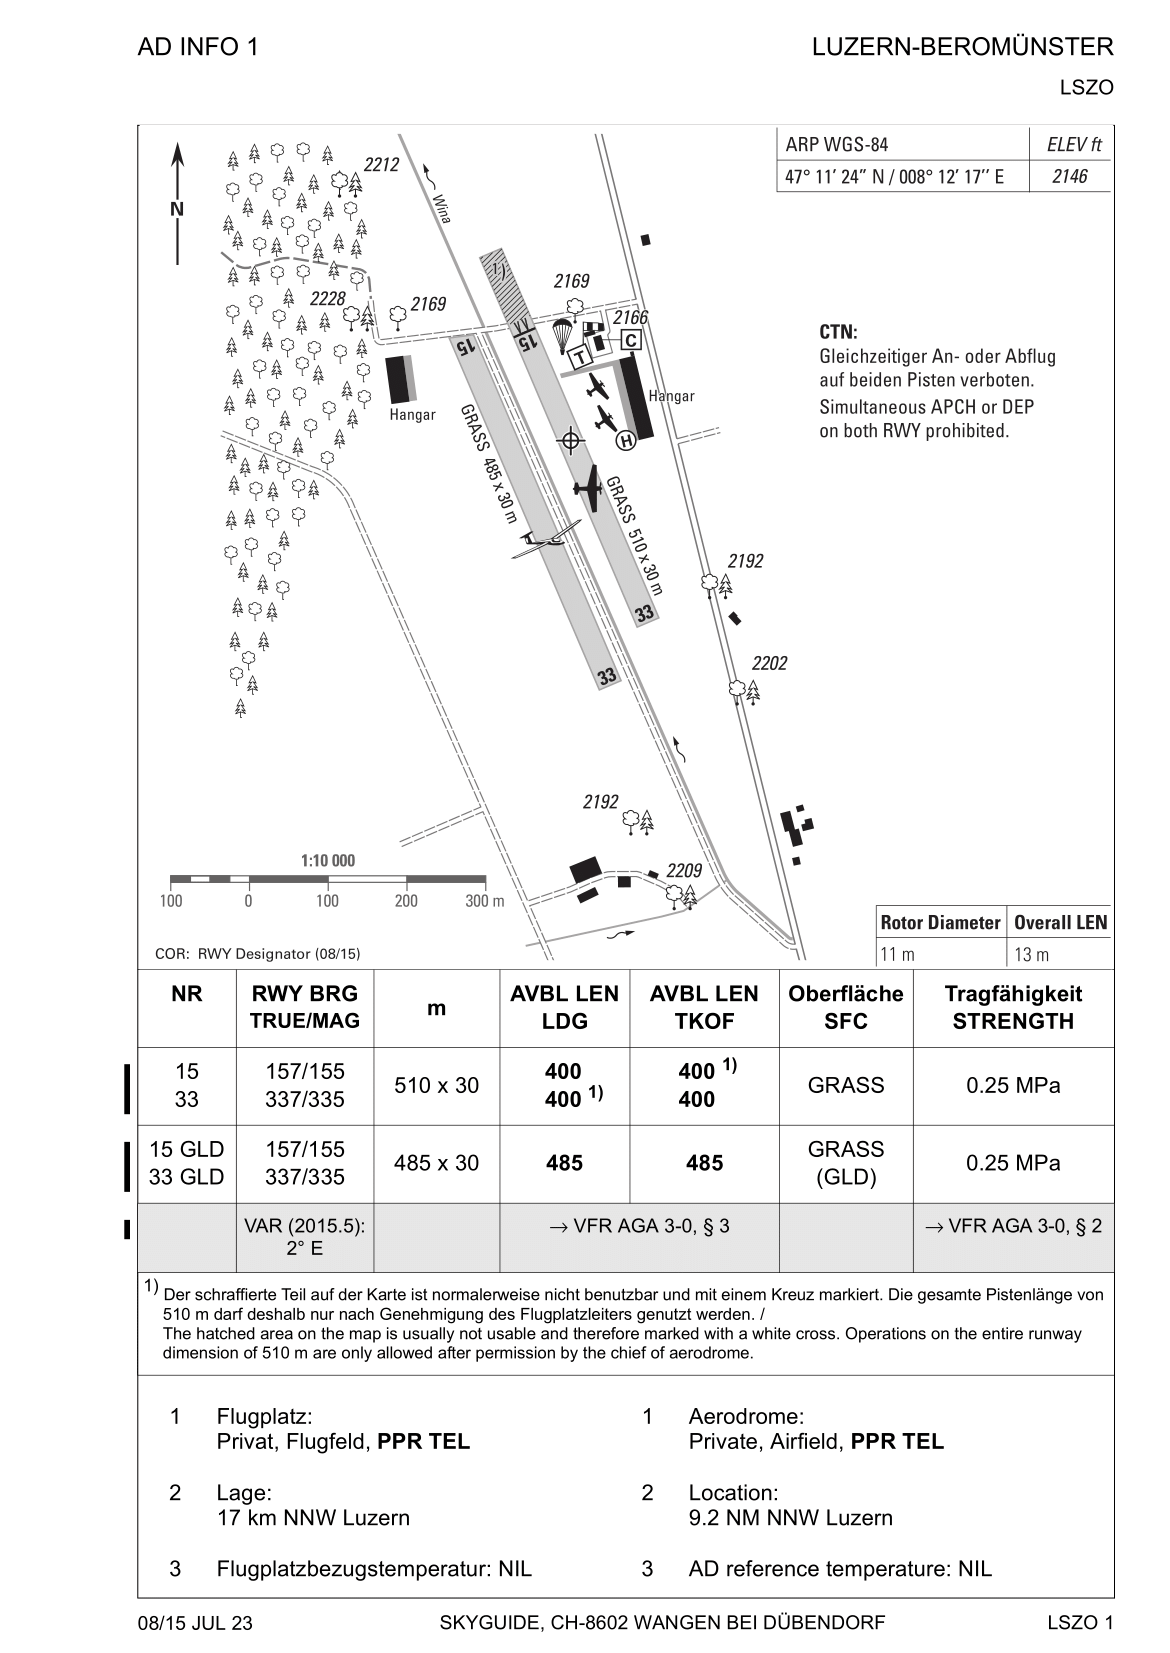 AD INFO 1
LUZERN-BEROMÜNSTER
LSZO
ARP WGS-84
ELEV ft
47° 11′ 24″ N / 008° 12′ 17′′ E
2146
N
2212
Wina
1)
2169
2228
2169
2166
15
15
C
T
Hangar
Hangar
H
GRASS 485 x 30 m
GRASS 510 x 30 m
CTN:
Gleichzeitiger An- oder Abflug
auf beiden Pisten verboten.
Simultaneous APCH or DEP
on both RWY prohibited.
2192
33
2202
33
2192
2209
1:10 000
100 0 100 200 300 m
COR: RWY Designator (08/15)
Rotor Diameter Overall LEN
11 m 13 m
NR
RWY BRG
TRUE/MAG
m
AVBL LEN
LDG
AVBL LEN
TKOF
Oberfläche
SFC
Tragfähigkeit
STRENGTH
15
33
157/155
337/335
510 x 30
400
400 1)
400 1)
400
GRASS
0.25 MPa
15 GLD
33 GLD
157/155
337/335
485 x 30
485
485
GRASS
(GLD)
0.25 MPa
VAR (2015.5):
2° E
→ VFR AGA 3-0, § 3
→ VFR AGA 3-0, § 2
1) Der schraffierte Teil auf der Karte ist normalerweise nicht benutzbar und mit einem Kreuz markiert. Die gesamte Pistenlänge von
510 m darf deshalb nur nach Genehmigung des Flugplatzleiters genutzt werden. /
The hatched area on the map is usually not usable and therefore marked with a white cross. Operations on the entire runway
dimension of 510 m are only allowed after permission by the chief of aerodrome.
1 Flugplatz:
Privat, Flugfeld, PPR TEL
2 Lage:
17 km NNW Luzern
3 Flugplatzbezugstemperatur: NIL
1 Aerodrome:
Private, Airfield, PPR TEL
2 Location:
9.2 NM NNW Luzern
3 AD reference temperature: NIL
08/15 JUL 23
SKYGUIDE, CH-8602 WANGEN BEI DÜBENDORF
LSZO 1